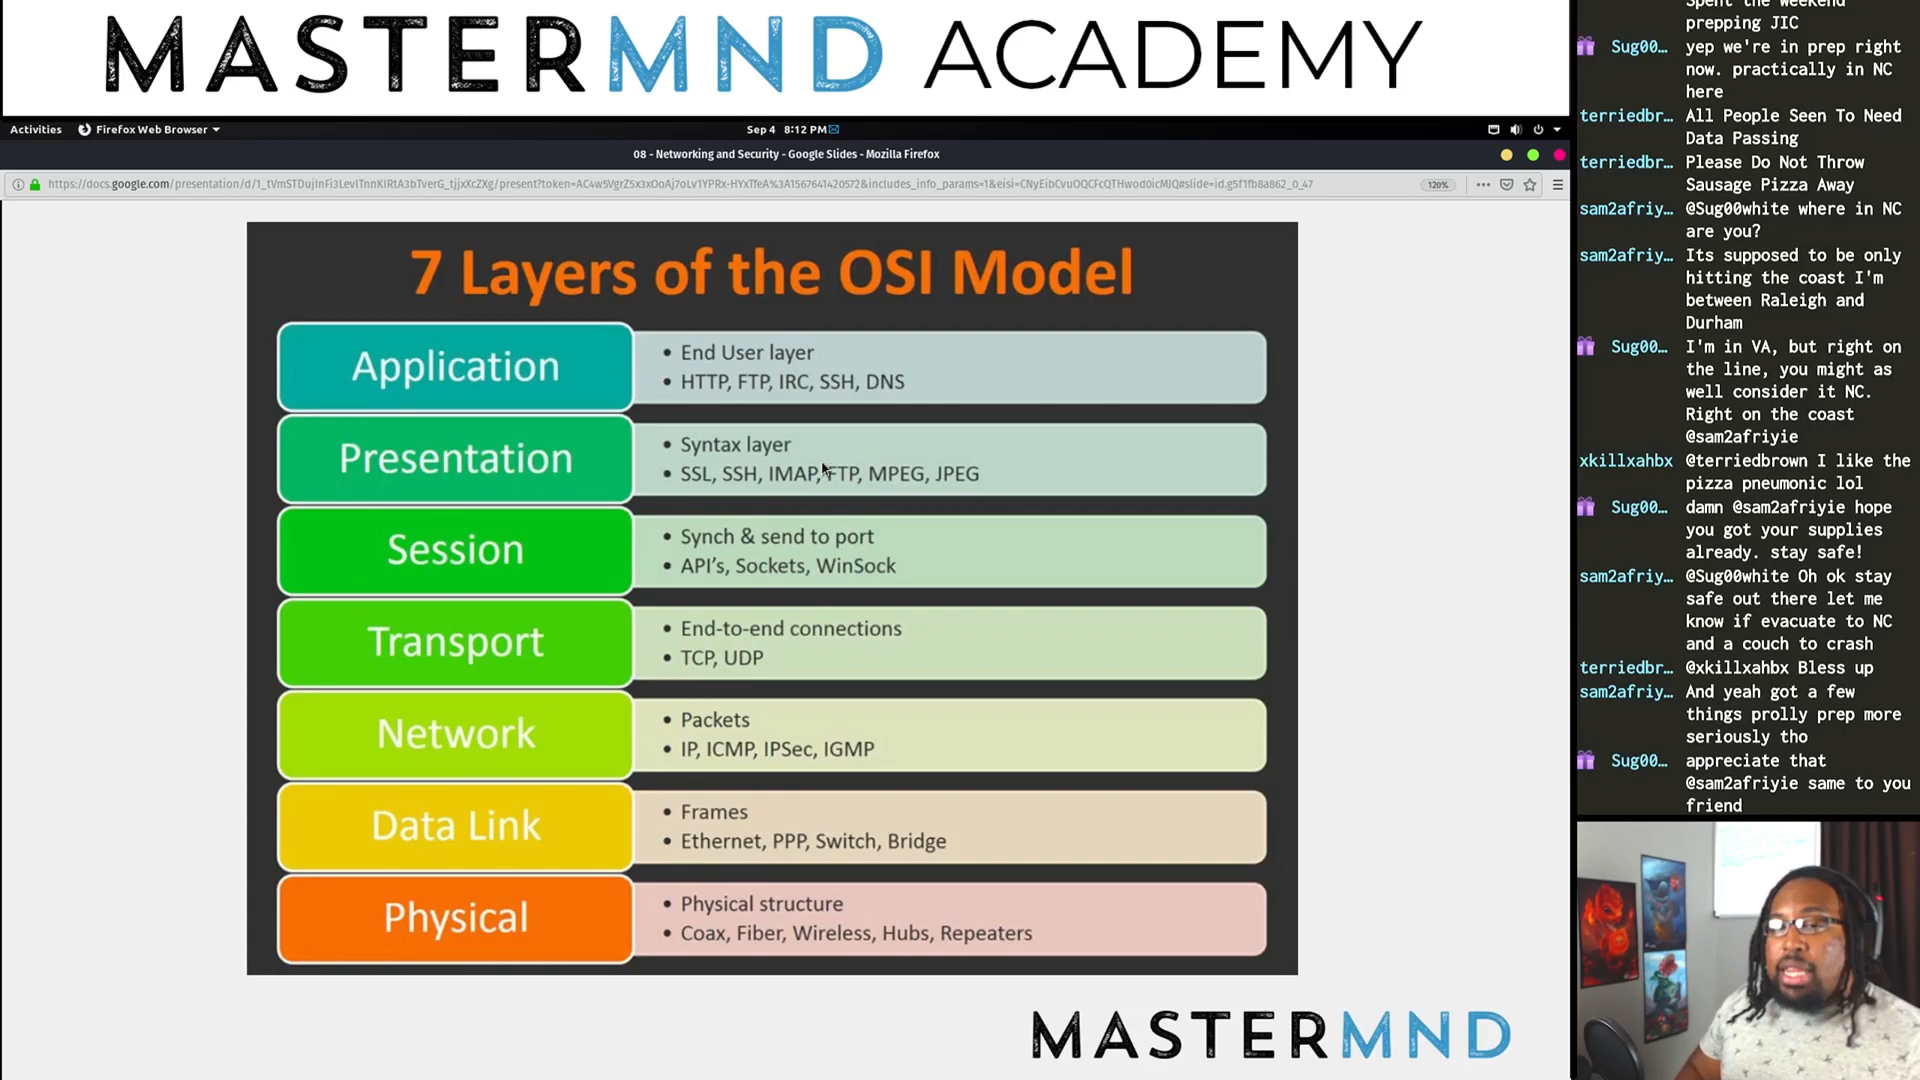 MASTERMND ACADEMY
Activities
Firefox Web Browser
Sep 4 8:12 PM
08 - Networking and Security - Google Slides - Mozilla Firefox
120%
7 Layers of the OSI Model
Application
• End User layer
• HTTP, FTP, IRC, SSH, DNS
Presentation
• Syntax layer
• SSL, SSH, IMAP, FTP, MPEG, JPEG
Session
• Synch & send to port
• API's, Sockets, WinSock
Transport
• End-to-end connections
• TCP, UDP
Network
• Packets
• IP, ICMP, IPSec, IGMP
Data Link
• Frames
• Ethernet, PPP, Switch, Bridge
Physical
• Physical structure
• Coax, Fiber, Wireless, Hubs, Repeaters
MASTERMND
Spent the weekend
prepping JIC
Sug00… yep we're in prep right
now. practically in NC
here
terriedbr… All People Seen To Need
Data Passing
terriedbr… Please Do Not Throw
Sausage Pizza Away
sam2afriy… @Sug00white where in NC
are you?
sam2afriy… Its supposed to be only
hitting the coast I'm
between Raleigh and
Durham
Sug00… I'm in VA, but right on
the line, you might as
well consider it NC.
Right on the coast
@sam2afriyie
xkillxahbx @terriedbrown I like the
pizza pneumonic lol
Sug00… damn @sam2afriyie hope
you got your supplies
already. stay safe!
sam2afriy… @Sug00white Oh ok stay
safe out there let me
know if evacuate to NC
and a couch to crash
terriedbr… @xkillxahbx Bless up
sam2afriy… And yeah got a few
things prolly prep more
seriously tho
Sug00… appreciate that
@sam2afriyie same to you
friend